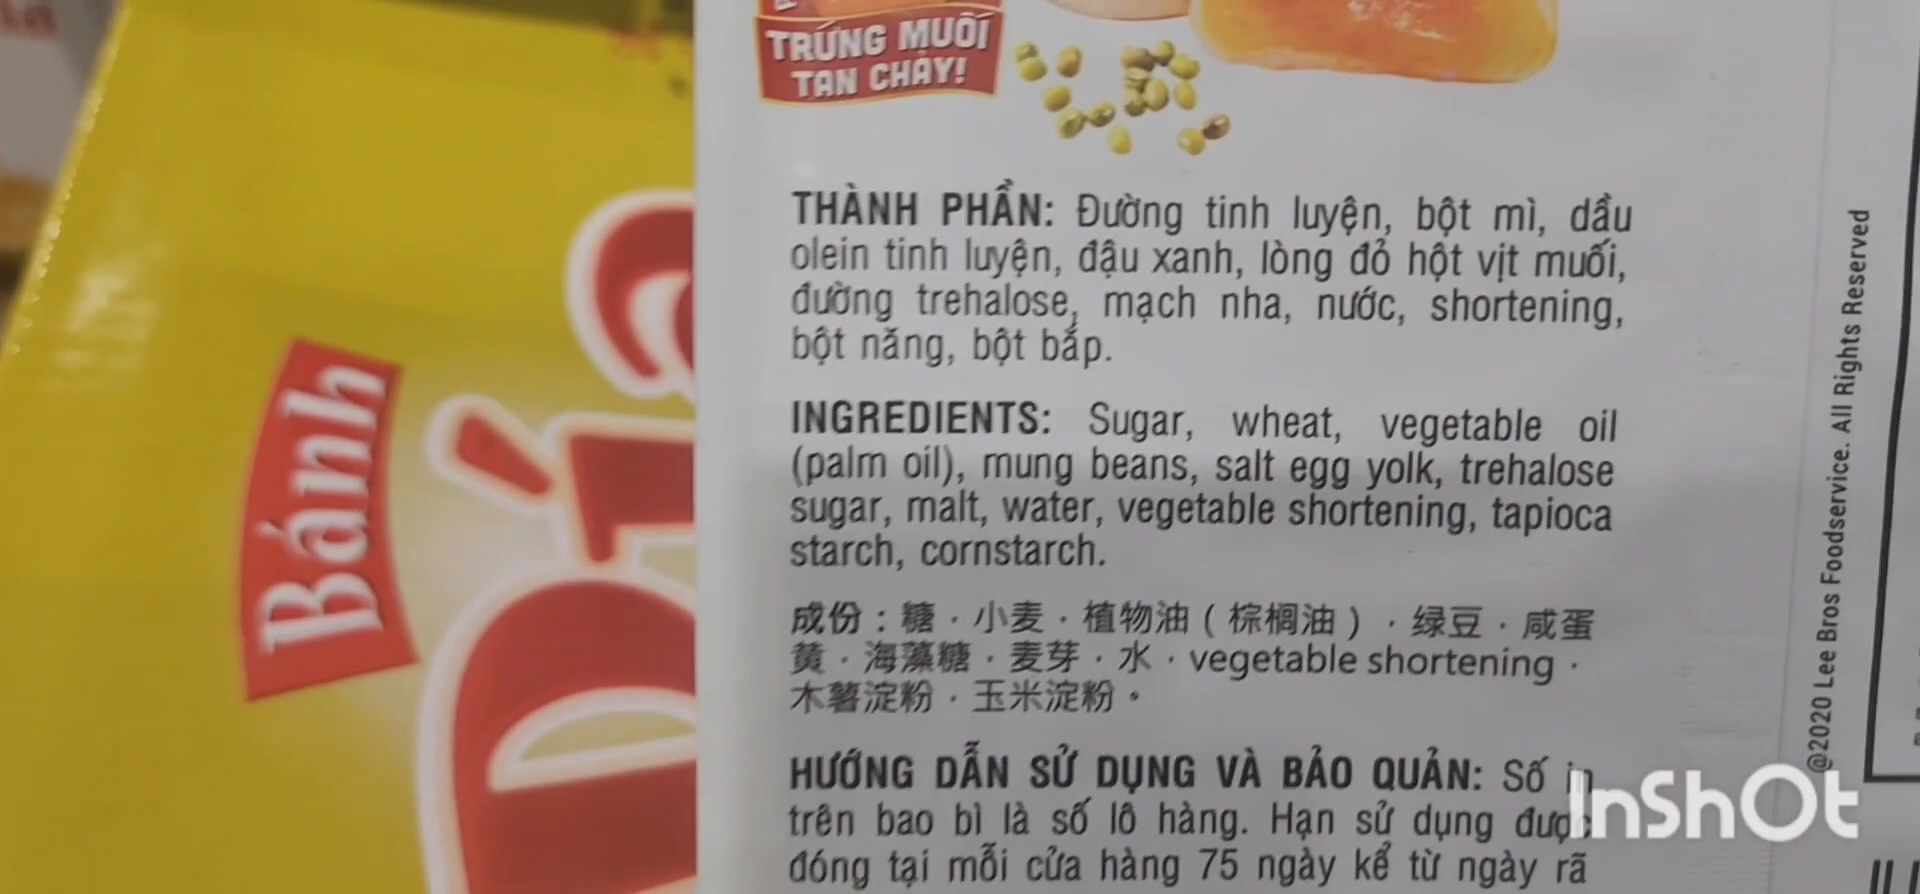 TRỨNG MUỐI
TAN CHẢY!
Bánh
THÀNH PHẦN: Đường tinh luyện, bột mì, dầu
olein tinh luyện, đậu xanh, lòng đỏ hột vịt muối,
đường trehalose, mạch nha, nước, shortening,
bột năng, bột bắp.
INGREDIENTS: Sugar, wheat, vegetable oil
(palm oil), mung beans, salt egg yolk, trehalose
sugar, malt, water, vegetable shortening, tapioca
starch, cornstarch.
成份：糖．小麦．植物油（棕榈油）．绿豆．咸蛋
黄．海藻糖．麦芽．水．vegetable shortening．
木薯淀粉．玉米淀粉。
HƯỚNG DẪN SỬ DỤNG VÀ BẢO QUẢN: Số in
trên bao bì là số lô hàng. Hạn sử dụng được
đóng tại mỗi cửa hàng 75 ngày kể từ ngày rã
@2020 Lee Bros Foodservice. All Rights Reserved
InShOt